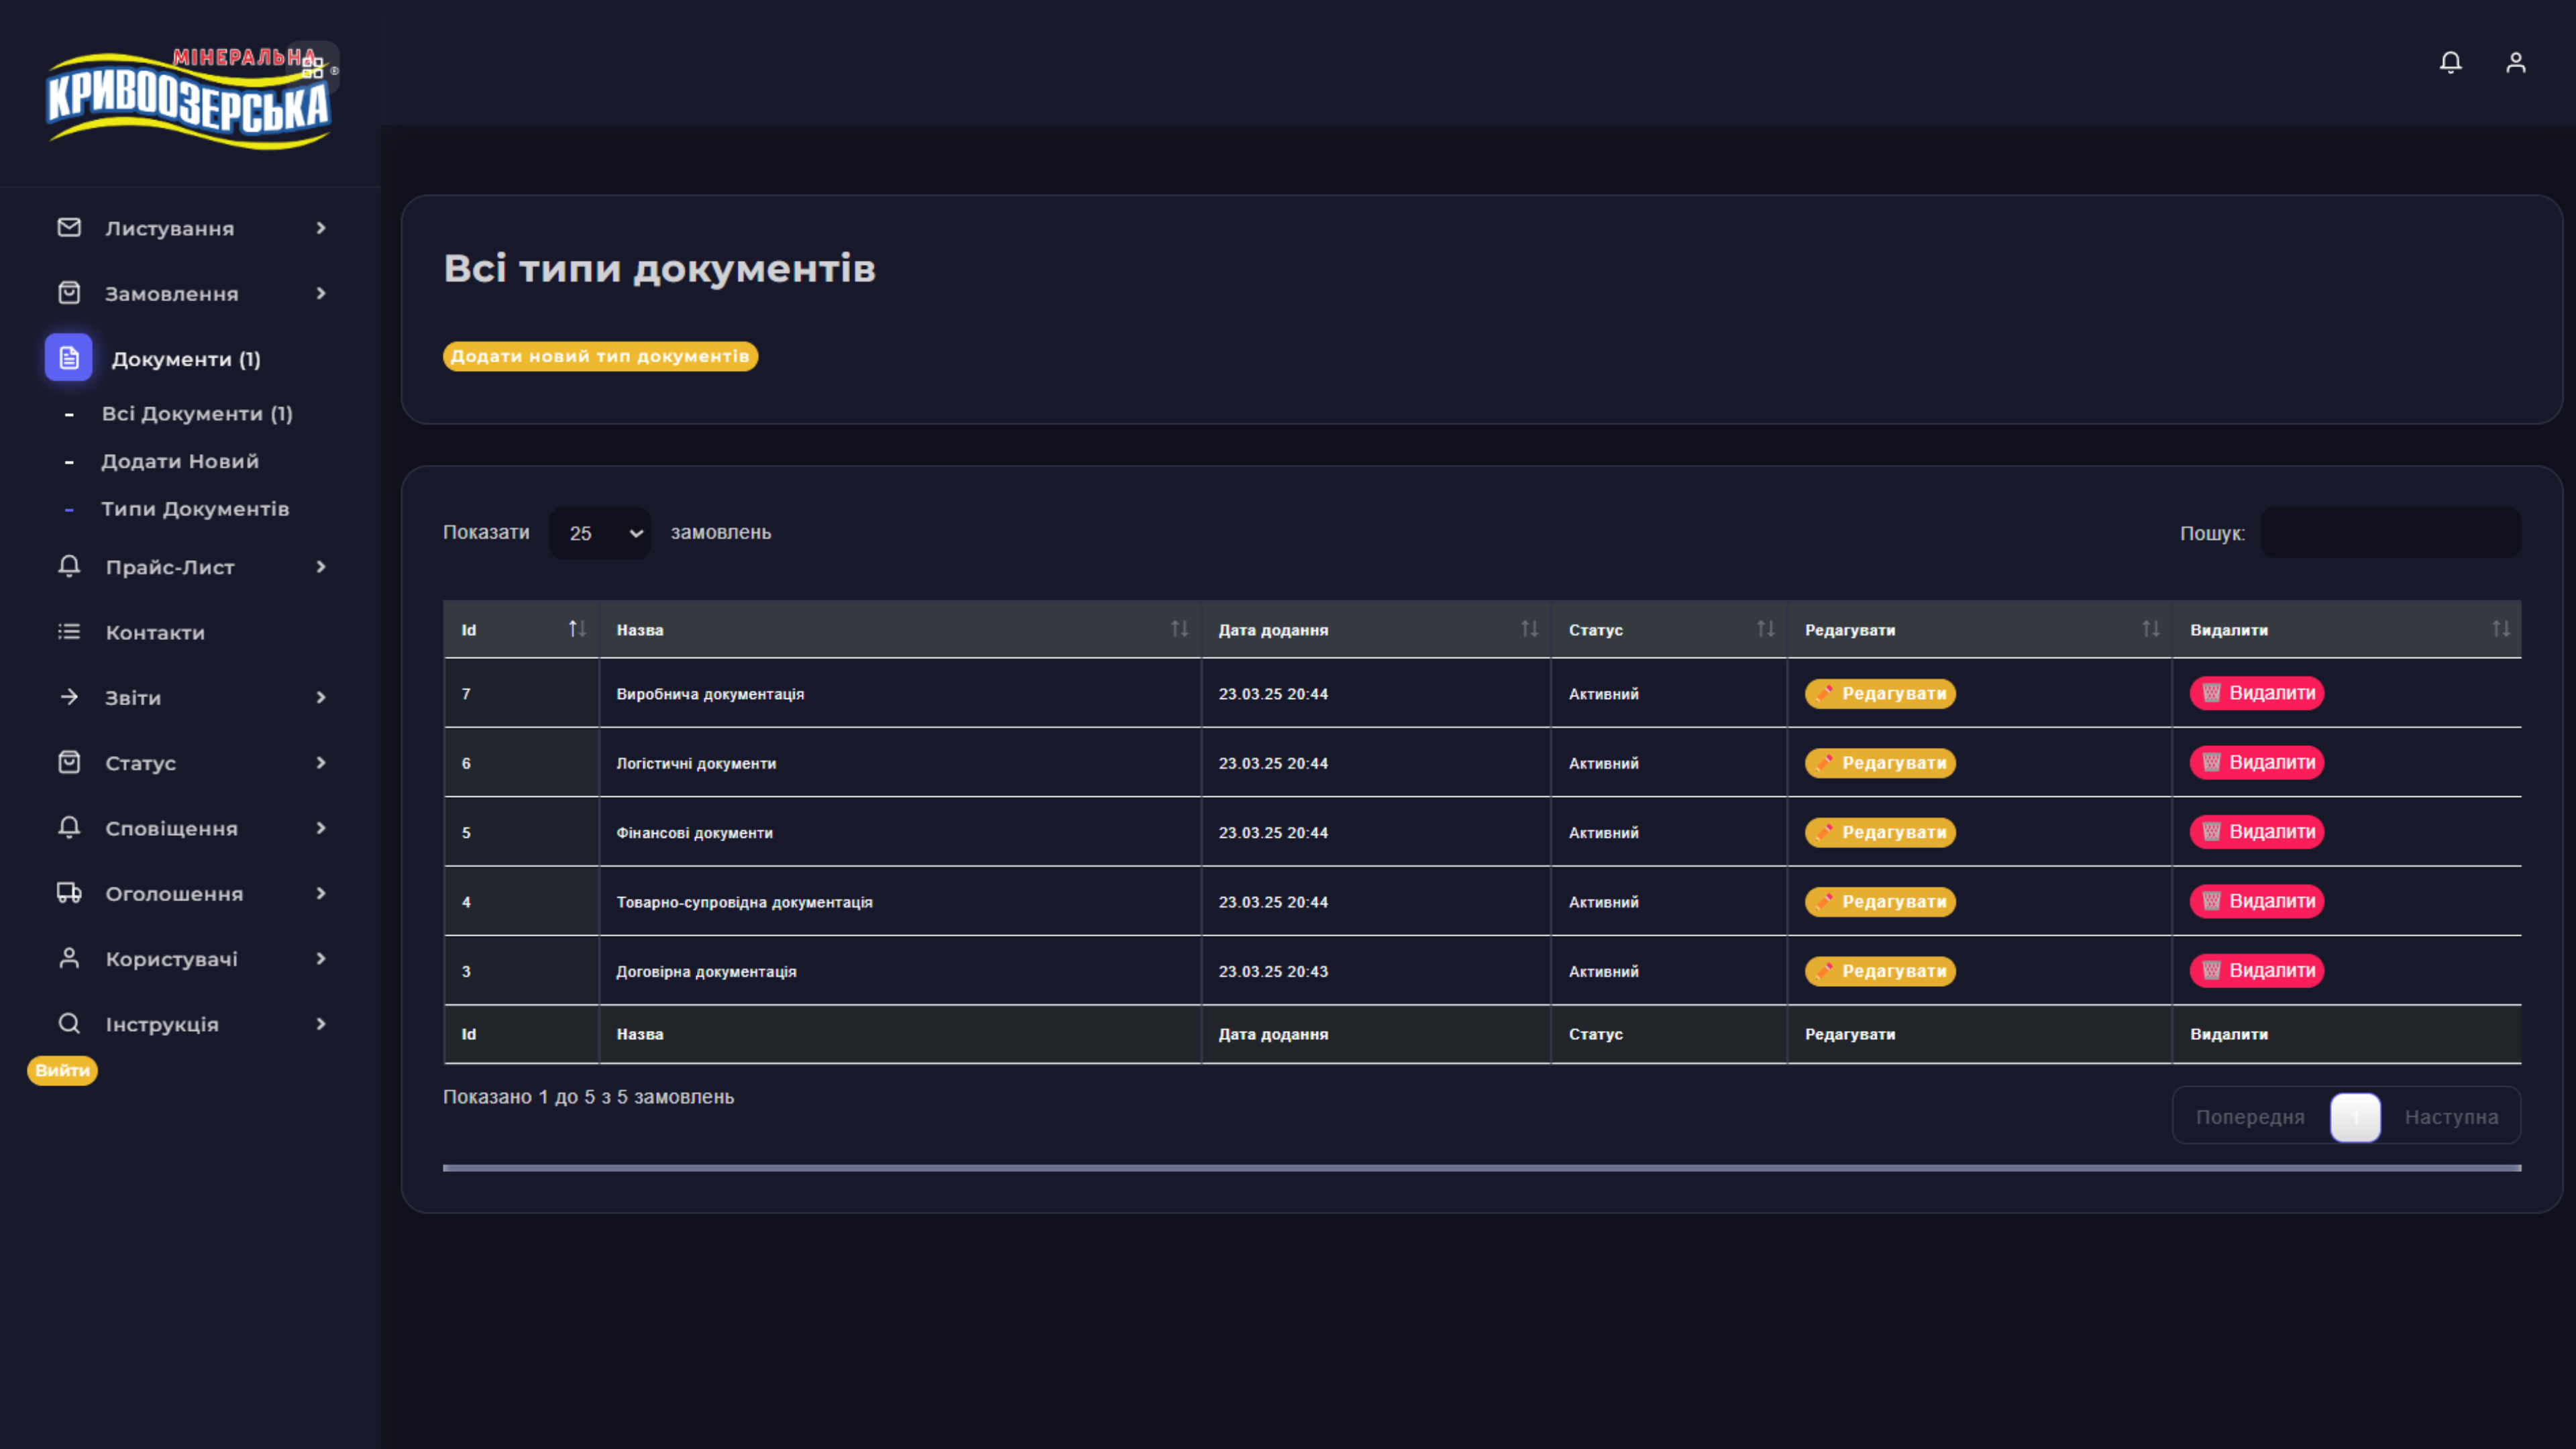 МІНЕРАЛЬНА
КРИВООЗЕРСЬКА ®
Листування
Замовлення
Документи (1)
- Всі Документи (1)
- Додати Новий
- Типи Документів
Прайс-Лист
Контакти
Звіти
Статус
Сповіщення
Оголошення
Користувачі
Інструкція
Вийти
Всі типи документів
Додати новий тип документів
Показати 25 замовлень
Пошук:
Id Назва Дата додання Статус Редагувати Видалити
7 Виробнича документація 23.03.25 20:44 Активний Редагувати Видалити
6 Логістичні документи 23.03.25 20:44 Активний Редагувати Видалити
5 Фінансові документи 23.03.25 20:44 Активний Редагувати Видалити
4 Товарно-супровідна документація 23.03.25 20:44 Активний Редагувати Видалити
3 Договірна документація 23.03.25 20:43 Активний Редагувати Видалити
Id Назва Дата додання Статус Редагувати Видалити
Показано 1 до 5 з 5 замовлень
Попередня 1 Наступна